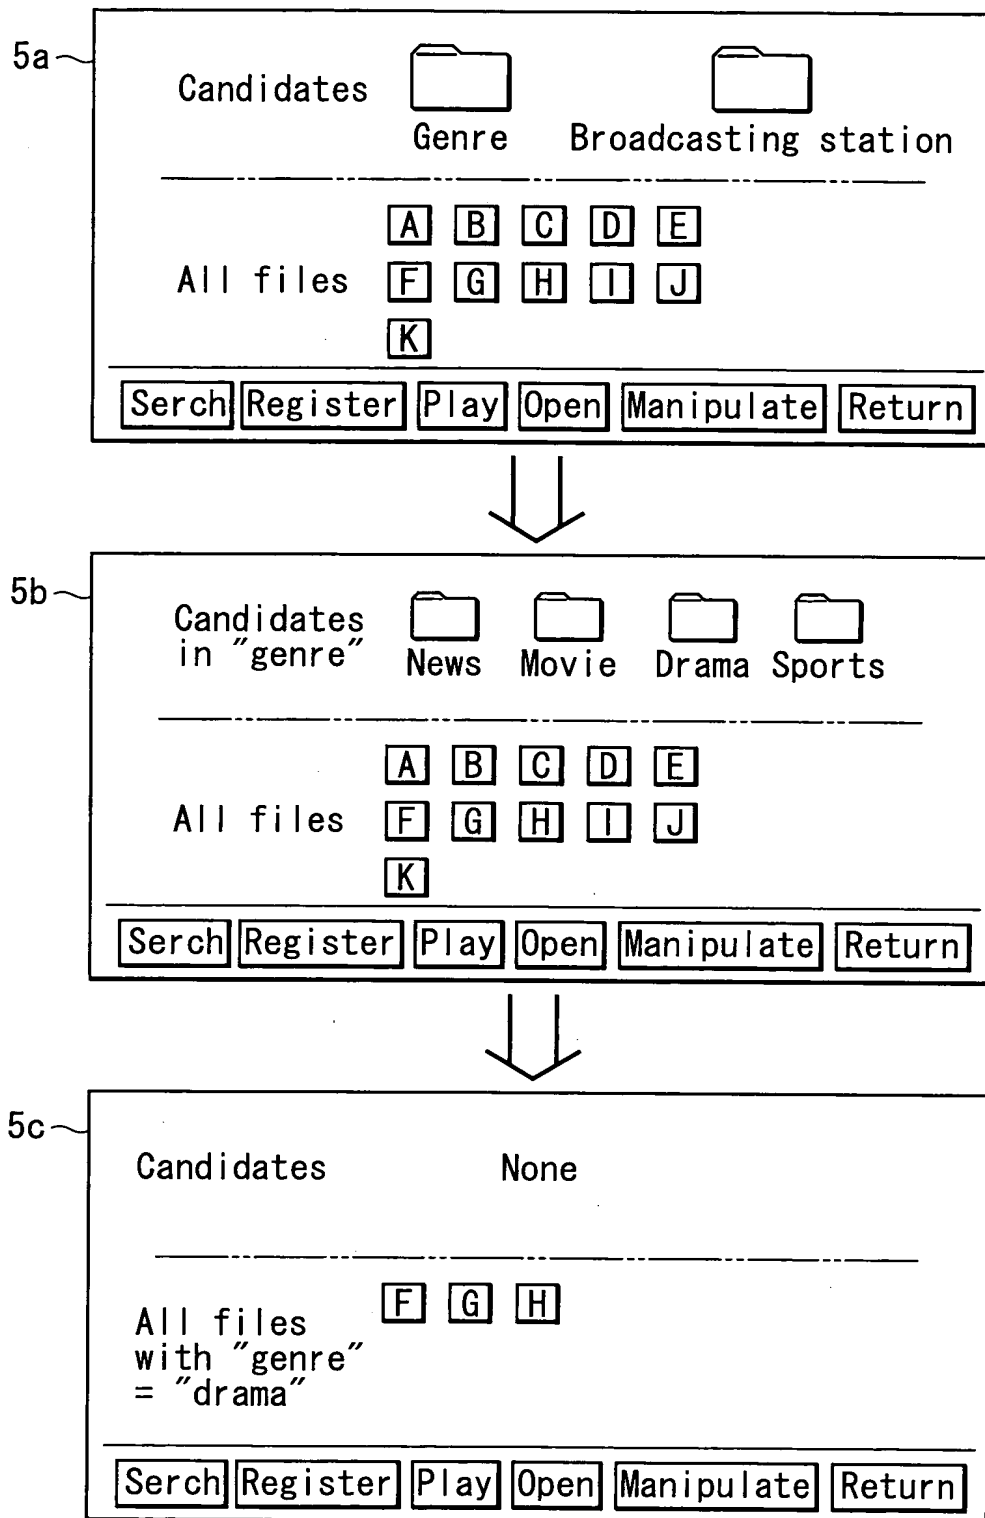 5a
Candidates
Genre Broadcasting station
A B C D E
All files F G H I J
K
Serch Register Play Open Manipulate Return
5b
Candidates
in "genre"
News Movie Drama Sports
A B C D E
All files F G H I J
K
Serch Register Play Open Manipulate Return
5c
Candidates None
F G H
All files
with "genre"
= "drama"
Serch Register Play Open Manipulate Return